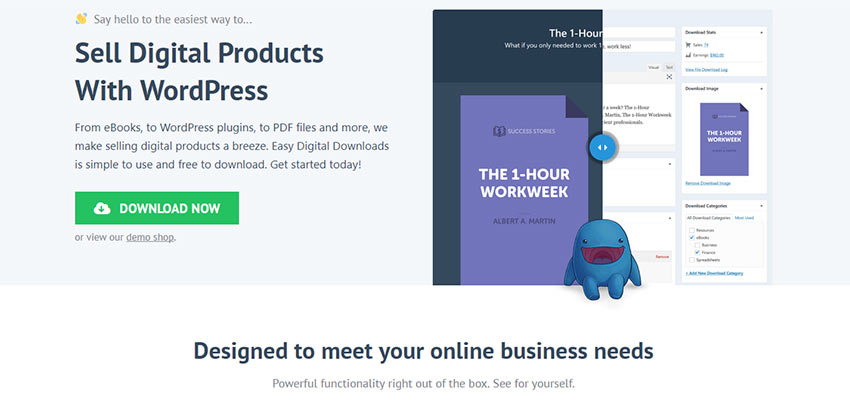 Say hello to the easiest way to...
Sell Digital Products
With WordPress
From eBooks, to WordPress plugins, to PDF files and more, we
make selling digital products a breeze. Easy Digital Downloads
is simple to use and free to download. Get started today!
DOWNLOAD NOW
or view our demo shop.
The 1-Hour
What if you only needed to work 1
, work less!
SUCCESS STORIES
THE 1-HOUR
WORKWEEK
ALBERT A. MARTIN
Visual Text
a week? The 1-Hour
Martin, The 1-Hour Workweek
ient professionals.
Remove
Download Stats
Sales: 19
Earnings: $962.00
View File Download Log
Download Image
SUCCESS STORIES
THE 1-HOUR
WORKWEEK
ALBERT A. MARTIN
Remove Download Image
Download Categories
All Download Categories Most Used
Resources
eBooks
Business
Finance
Spreadsheets
+ Add New Download Category
Designed to meet your online business needs
Powerful functionality right out of the box. See for yourself.